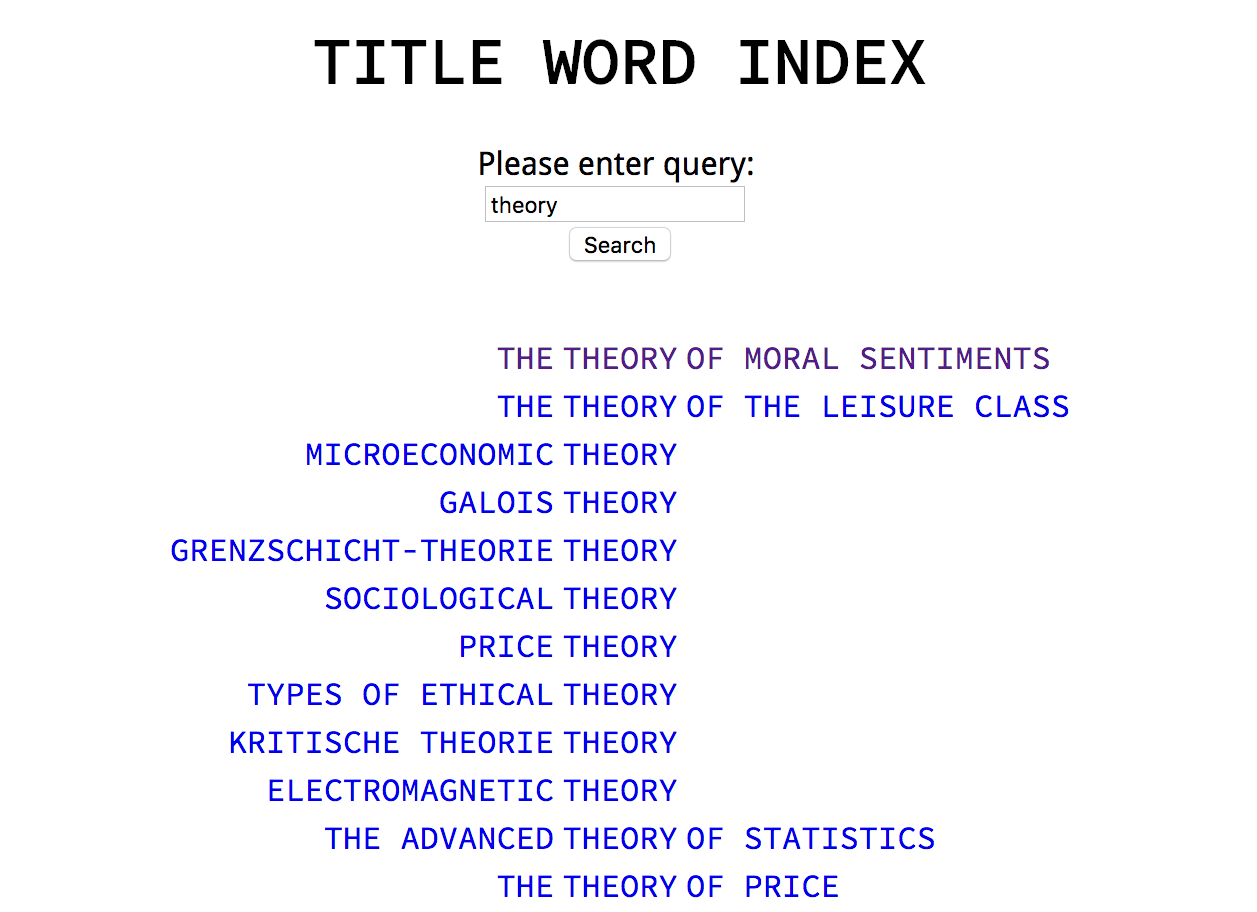 TITLE WORD INDEX
Please enter query:
theory
Search
THE THEORY OF MORAL SENTIMENTS
THE THEORY OF THE LEISURE CLASS
MICROECONOMIC THEORY
GALOIS THEORY
GRENZSCHICHT-THEORIE THEORY
SOCIOLOGICAL THEORY
PRICE THEORY
TYPES OF ETHICAL THEORY
KRITISCHE THEORIE THEORY
ELECTROMAGNETIC THEORY
THE ADVANCED THEORY OF STATISTICS
THE THEORY OF PRICE